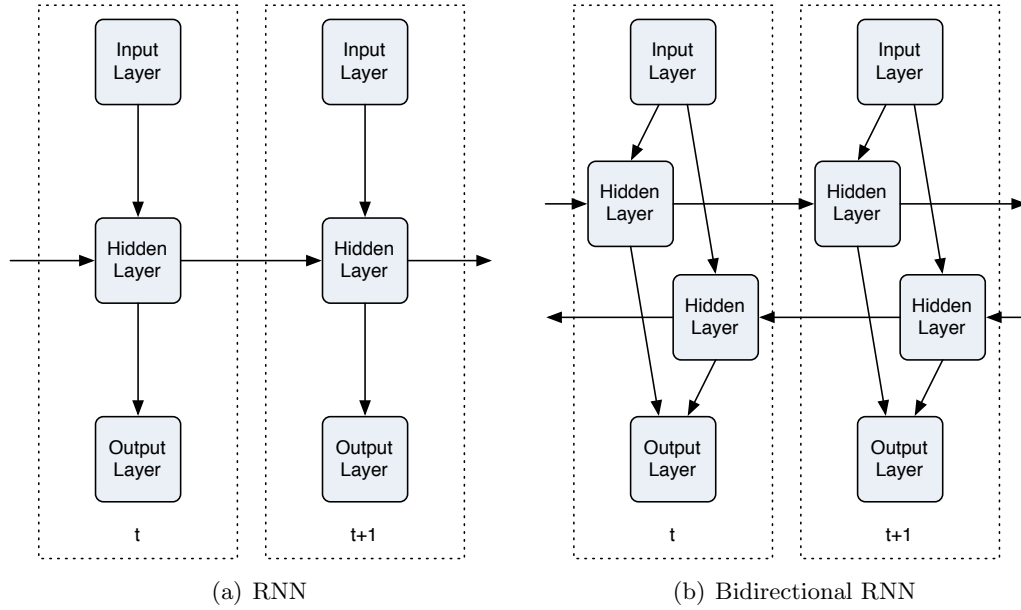 Input
Layer
Hidden
Layer
Output
Layer
t
Input
Layer
Hidden
Layer
Output
Layer
t+1
(a) RNN
Input
Layer
Hidden
Layer
Hidden
Layer
Output
Layer
t
Input
Layer
Hidden
Layer
Hidden
Layer
Output
Layer
t+1
(b) Bidirectional RNN